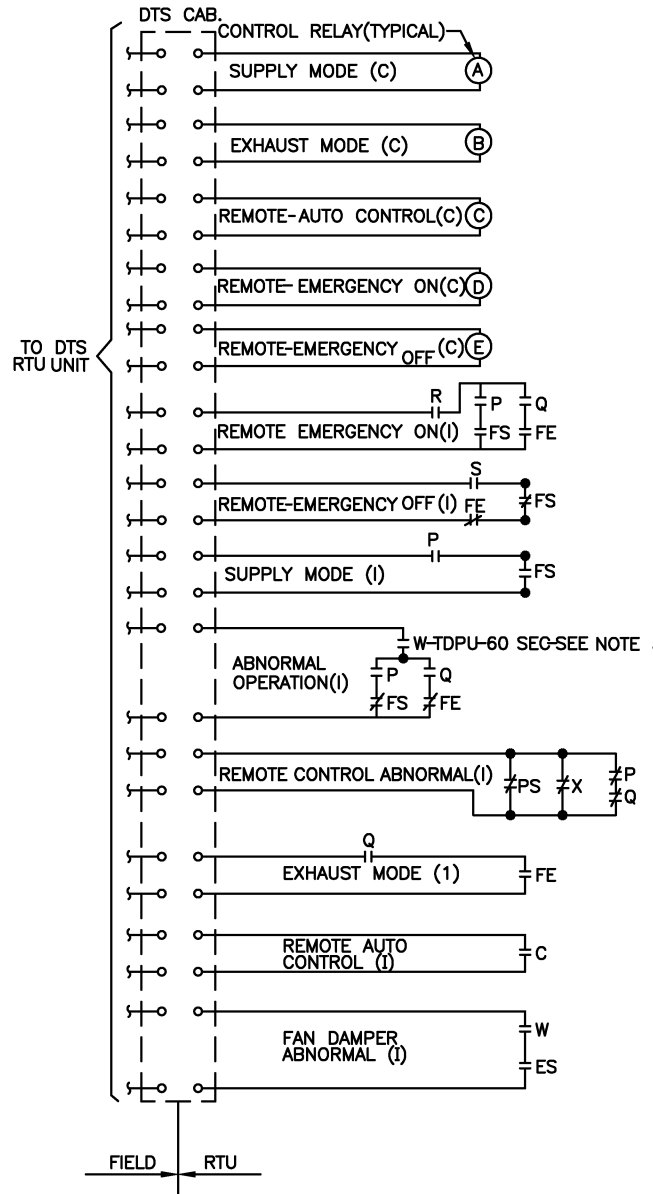 DTS CAB.
CONTROL RELAY(TYPICAL)
SUPPLY MODE (C)
A
EXHAUST MODE (C)
B
REMOTE-AUTO CONTROL(C)
C
REMOTE-EMERGENCY ON(C)
D
REMOTE-EMERGENCY OFF (C)
E
TO DTS
RTU UNIT
R
P
Q
REMOTE EMERGENCY ON(I)
FS
FE
S
REMOTE-EMERGENCY OFF(I)
FE
FS
P
SUPPLY MODE (I)
FS
W-TDPU-60 SEC-SEE NOTE
ABNORMAL
OPERATION(I)
P
Q
FS
FE
REMOTE CONTROL ABNORMAL(I)
PS
X
P
Q
Q
EXHAUST MODE (1)
FE
REMOTE AUTO
CONTROL (I)
C
FAN DAMPER
ABNORMAL (I)
W
ES
FIELD
RTU